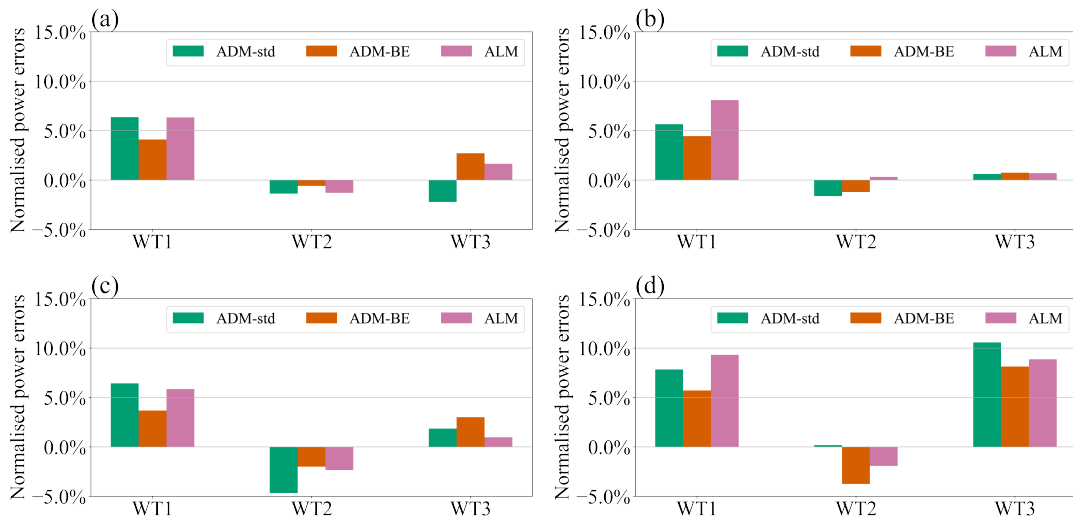 (a)
Normalised power errors
15.0%
10.0%
5.0%
0.0%
−5.0%
ADM-std ADM-BE ALM
WT1 WT2 WT3
(b)
Normalised power errors
15.0%
10.0%
5.0%
0.0%
−5.0%
ADM-std ADM-BE ALM
WT1 WT2 WT3
(c)
Normalised power errors
15.0%
10.0%
5.0%
0.0%
−5.0%
ADM-std ADM-BE ALM
WT1 WT2 WT3
(d)
Normalised power errors
15.0%
10.0%
5.0%
0.0%
−5.0%
ADM-std ADM-BE ALM
WT1 WT2 WT3